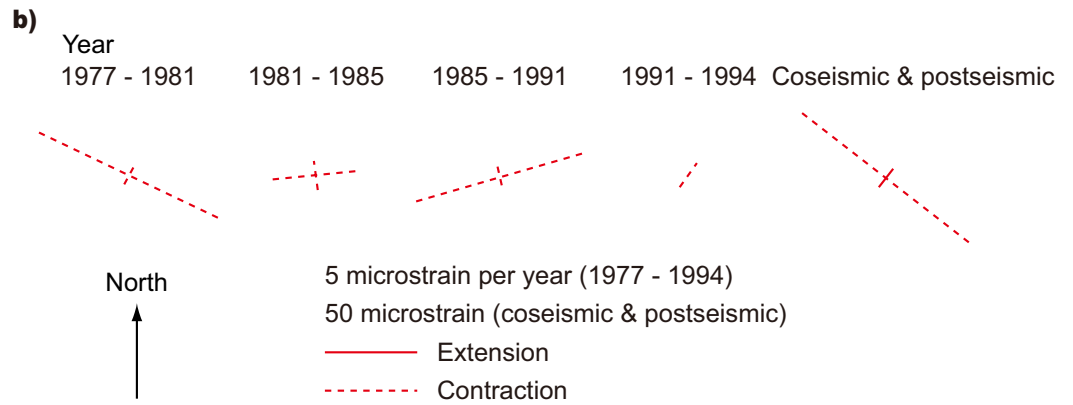 b)
Year
1977 - 1981 1981 - 1985 1985 - 1991 1991 - 1994 Coseismic & postseismic
North
5 microstrain per year (1977 - 1994)
50 microstrain (coseismic & postseismic)
Extension
Contraction